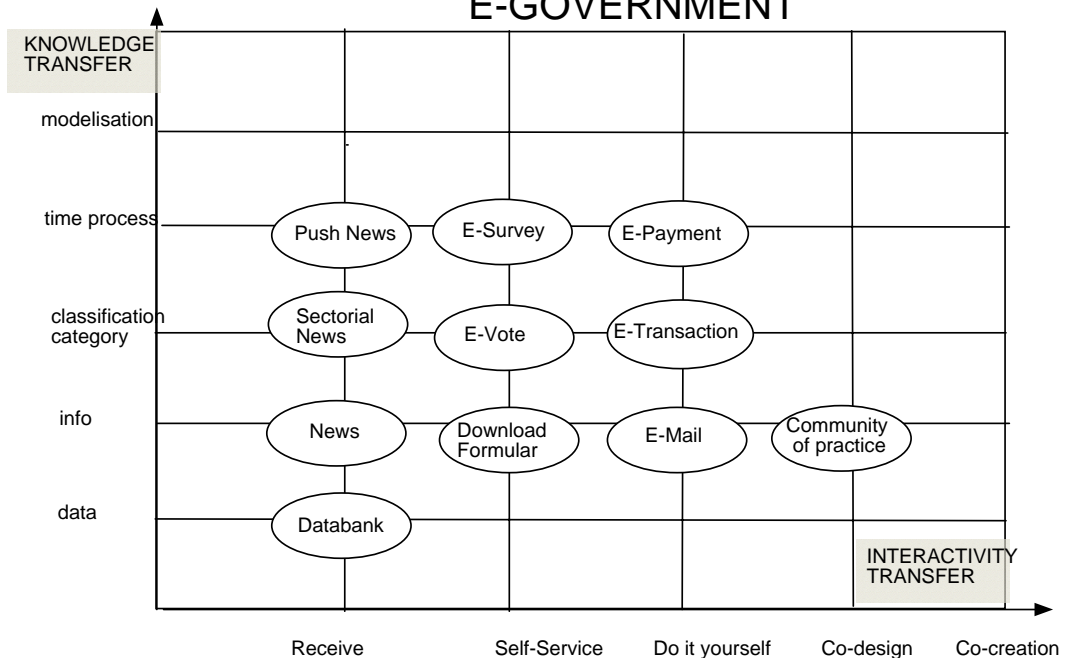 E-GOVERNMENT
KNOWLEDGE
TRANSFER
modelisation
time process
Push News
E-Survey
E-Payment
classification
category
Sectorial
News
E-Vote
E-Transaction
info
News
Download
Formular
E-Mail
Community
of practice
data
Databank
INTERACTIVITY
TRANSFER
Receive
Self-Service
Do it yourself
Co-design
Co-creation